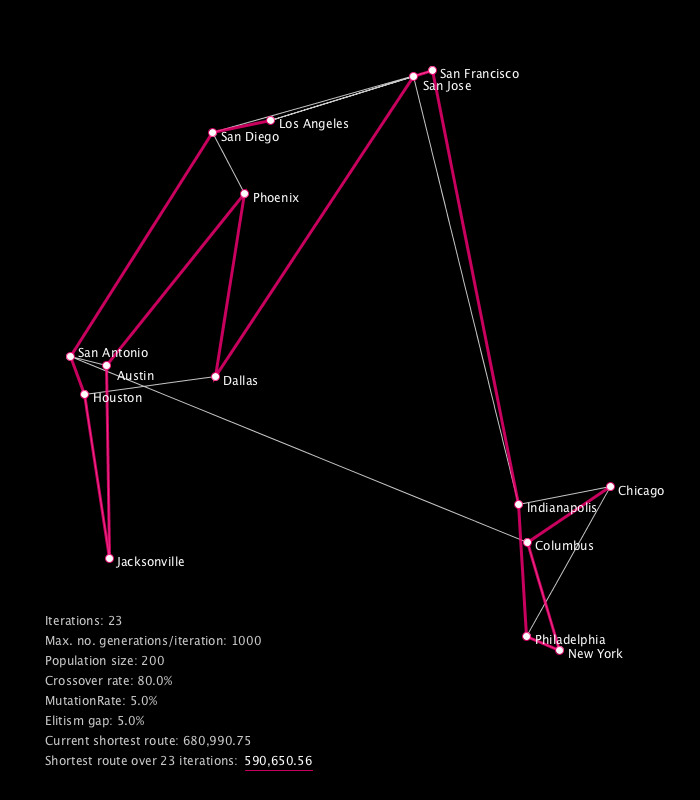 San Francisco
San Jose
Los Angeles
San Diego
Phoenix
San Antonio
Austin
Dallas
Houston
Chicago
Indianapolis
Columbus
Jacksonville
Philadelphia
New York
Iterations: 23
Max. no. generations/iteration: 1000
Population size: 200
Crossover rate: 80.0%
MutationRate: 5.0%
Elitism gap: 5.0%
Current shortest route: 680,990.75
Shortest route over 23 iterations: 590,650.56